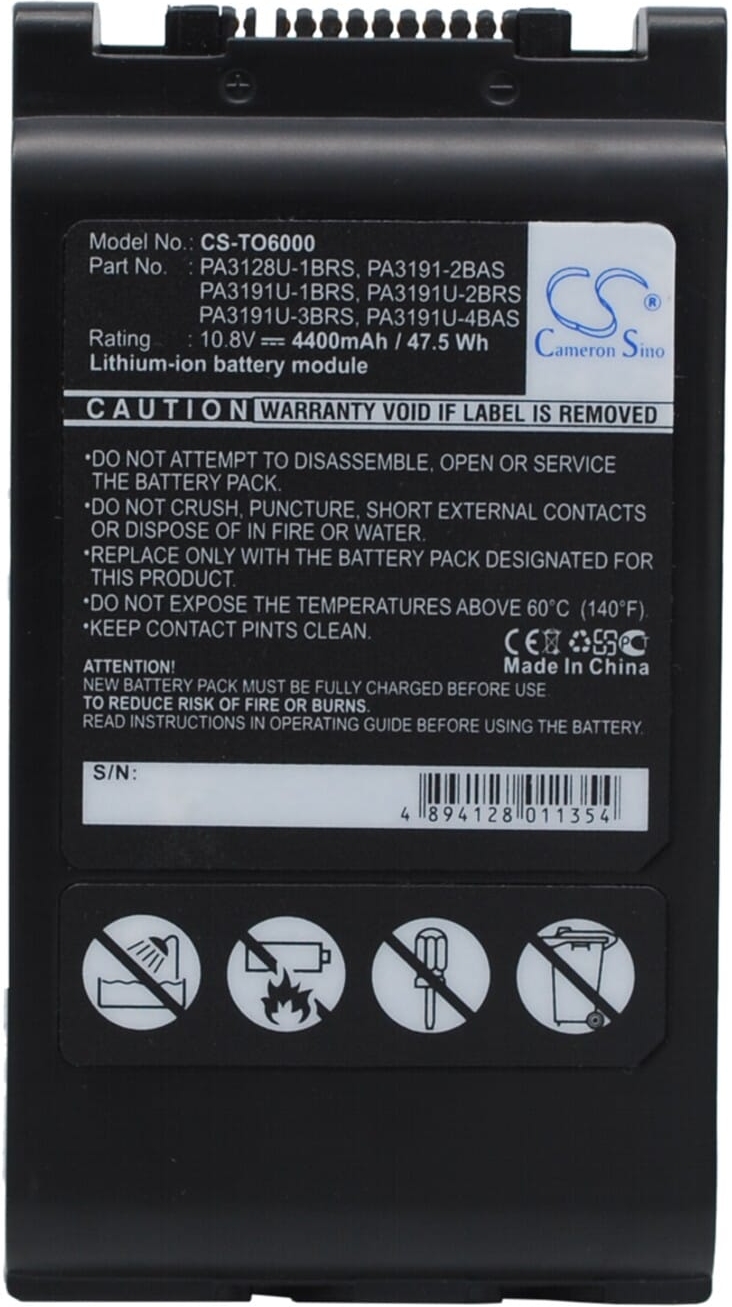 + −
Model No.: CS-TO6000
Part No. : PA3128U-1BRS, PA3191-2BAS
PA3191U-1BRS, PA3191U-2BRS
PA3191U-3BRS, PA3191U-4BAS
Rating : 10.8V ⎓ 4400mAh / 47.5 Wh
Lithium-ion battery module
CS®
Cameron Sino
CAUTION WARRANTY VOID IF LABEL IS REMOVED
•DO NOT ATTEMPT TO DISASSEMBLE, OPEN OR SERVICE
THE BATTERY PACK.
•DO NOT CRUSH, PUNCTURE, SHORT EXTERNAL CONTACTS
OR DISPOSE OF IN FIRE OR WATER.
•REPLACE ONLY WITH THE BATTERY PACK DESIGNATED FOR
THIS PRODUCT.
•DO NOT EXPOSE THE TEMPERATURES ABOVE 60°C (140°F).
•KEEP CONTACT PINTS CLEAN.
CE
Made In China
ATTENTION!
NEW BATTERY PACK MUST BE FULLY CHARGED BEFORE USE.
TO REDUCE RISK OF FIRE OR BURNS.
READ INSTRUCTIONS IN OPERATING GUIDE BEFORE USING THE BATTERY.
S/N:
4 894128 011354